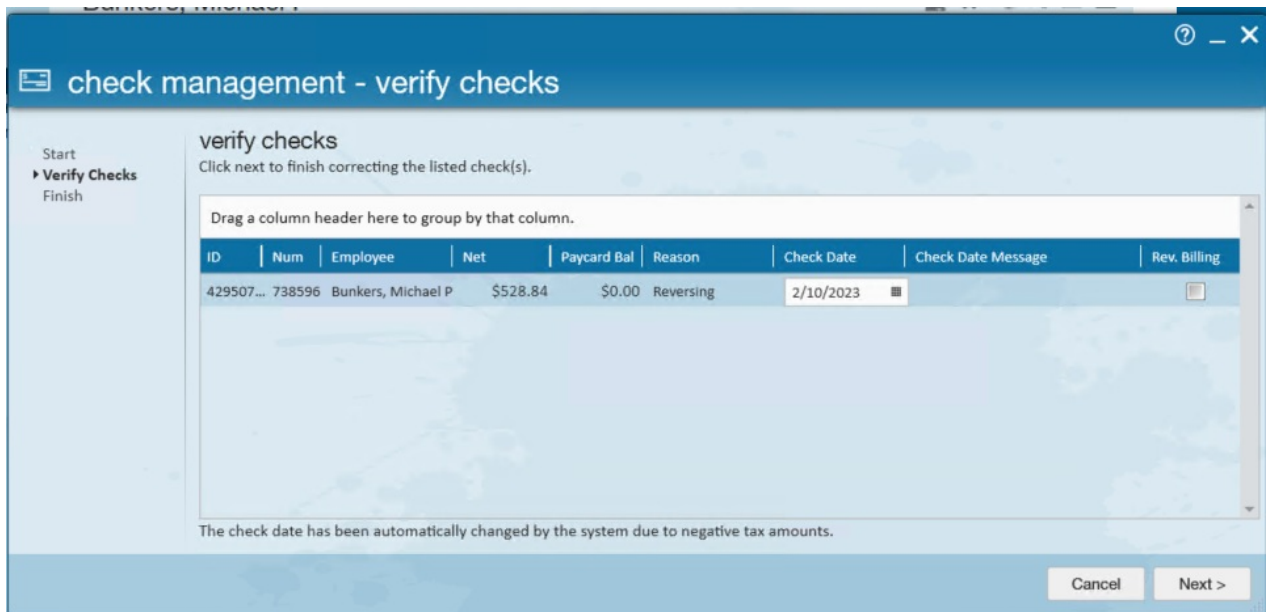 Bunkers, Michael P
check management - verify checks
Start
Verify Checks
Finish
verify checks
Click next to finish correcting the listed check(s).
Drag a column header here to group by that column.
ID Num Employee Net Paycard Bal Reason Check Date Check Date Message Rev. Billing
429507... 738596 Bunkers, Michael P $528.84 $0.00 Reversing 2/10/2023
The check date has been automatically changed by the system due to negative tax amounts.
Cancel Next >